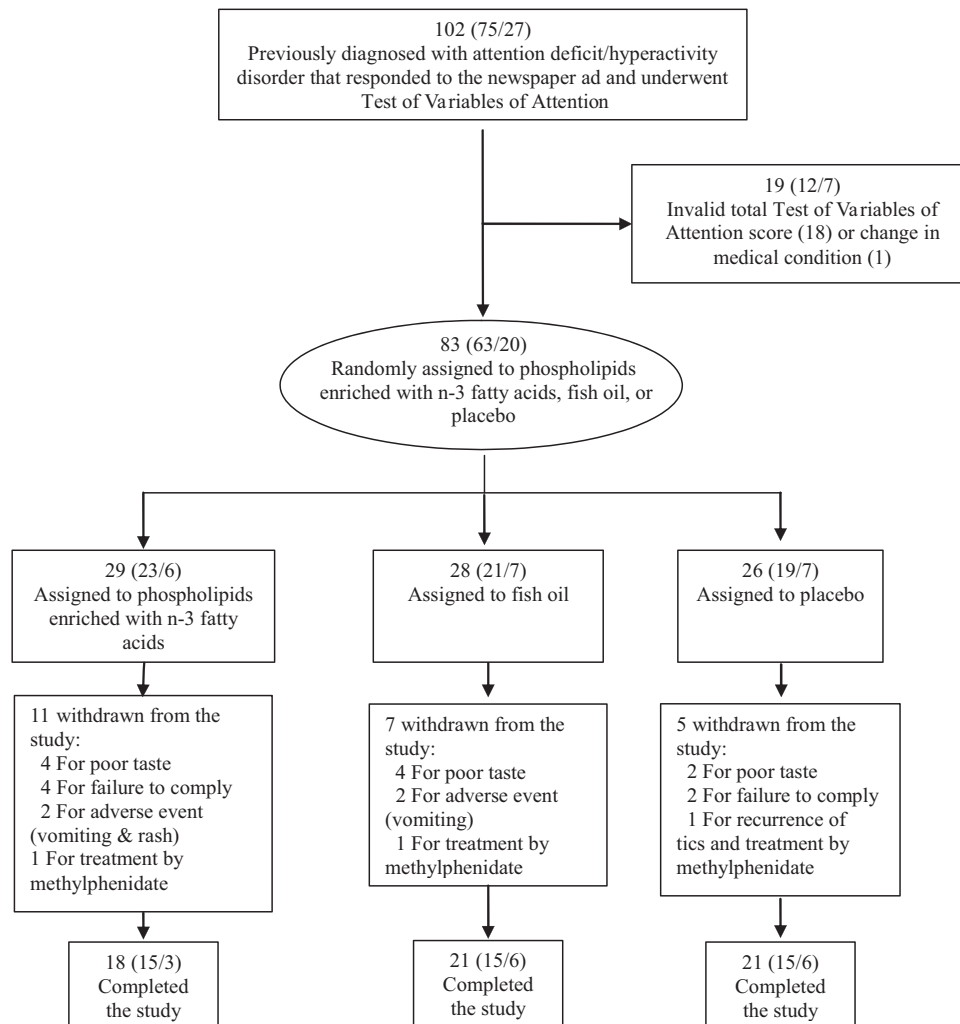 102 (75/27)
Previously diagnosed with attention deficit/hyperactivity
disorder that responded to the newspaper ad and underwent
Test of Variables of Attention
19 (12/7)
Invalid total Test of Variables of
Attention score (18) or change in
medical condition (1)
83 (63/20)
Randomly assigned to phospholipids
enriched with n-3 fatty acids, fish oil, or
placebo
29 (23/6)
Assigned to phospholipids
enriched with n-3 fatty
acids
28 (21/7)
Assigned to fish oil
26 (19/7)
Assigned to placebo
11 withdrawn from the
study:
4 For poor taste
4 For failure to comply
2 For adverse event
(vomiting & rash)
1 For treatment by
methylphenidate
7 withdrawn from the
study:
4 For poor taste
2 For adverse event
(vomiting)
1 For treatment by
methylphenidate
5 withdrawn from the
study:
2 For poor taste
2 For failure to comply
1 For recurrence of
tics and treatment by
methylphenidate
18 (15/3)
Completed
the study
21 (15/6)
Completed
the study
21 (15/6)
Completed
the study